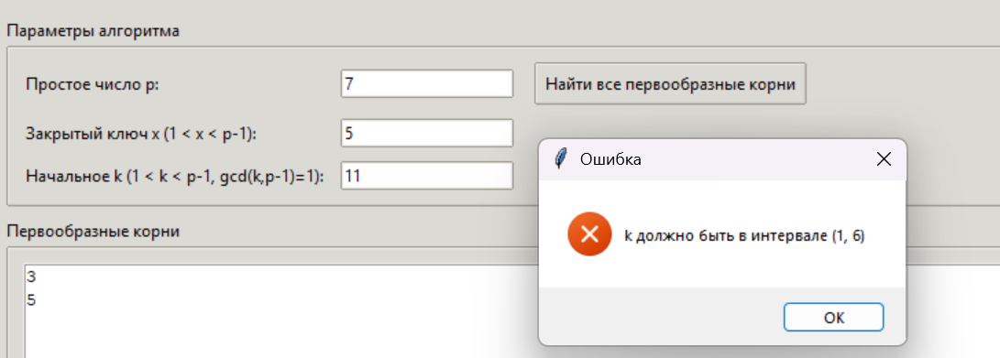 Параметры алгоритма
Простое число p:
7
Найти все первообразные корни
Закрытый ключ x (1 < x < p-1):
5
Начальное k (1 < k < p-1, gcd(k,p-1)=1):
11
Ошибка
k должно быть в интервале (1, 6)
OK
Первообразные корни
3
5